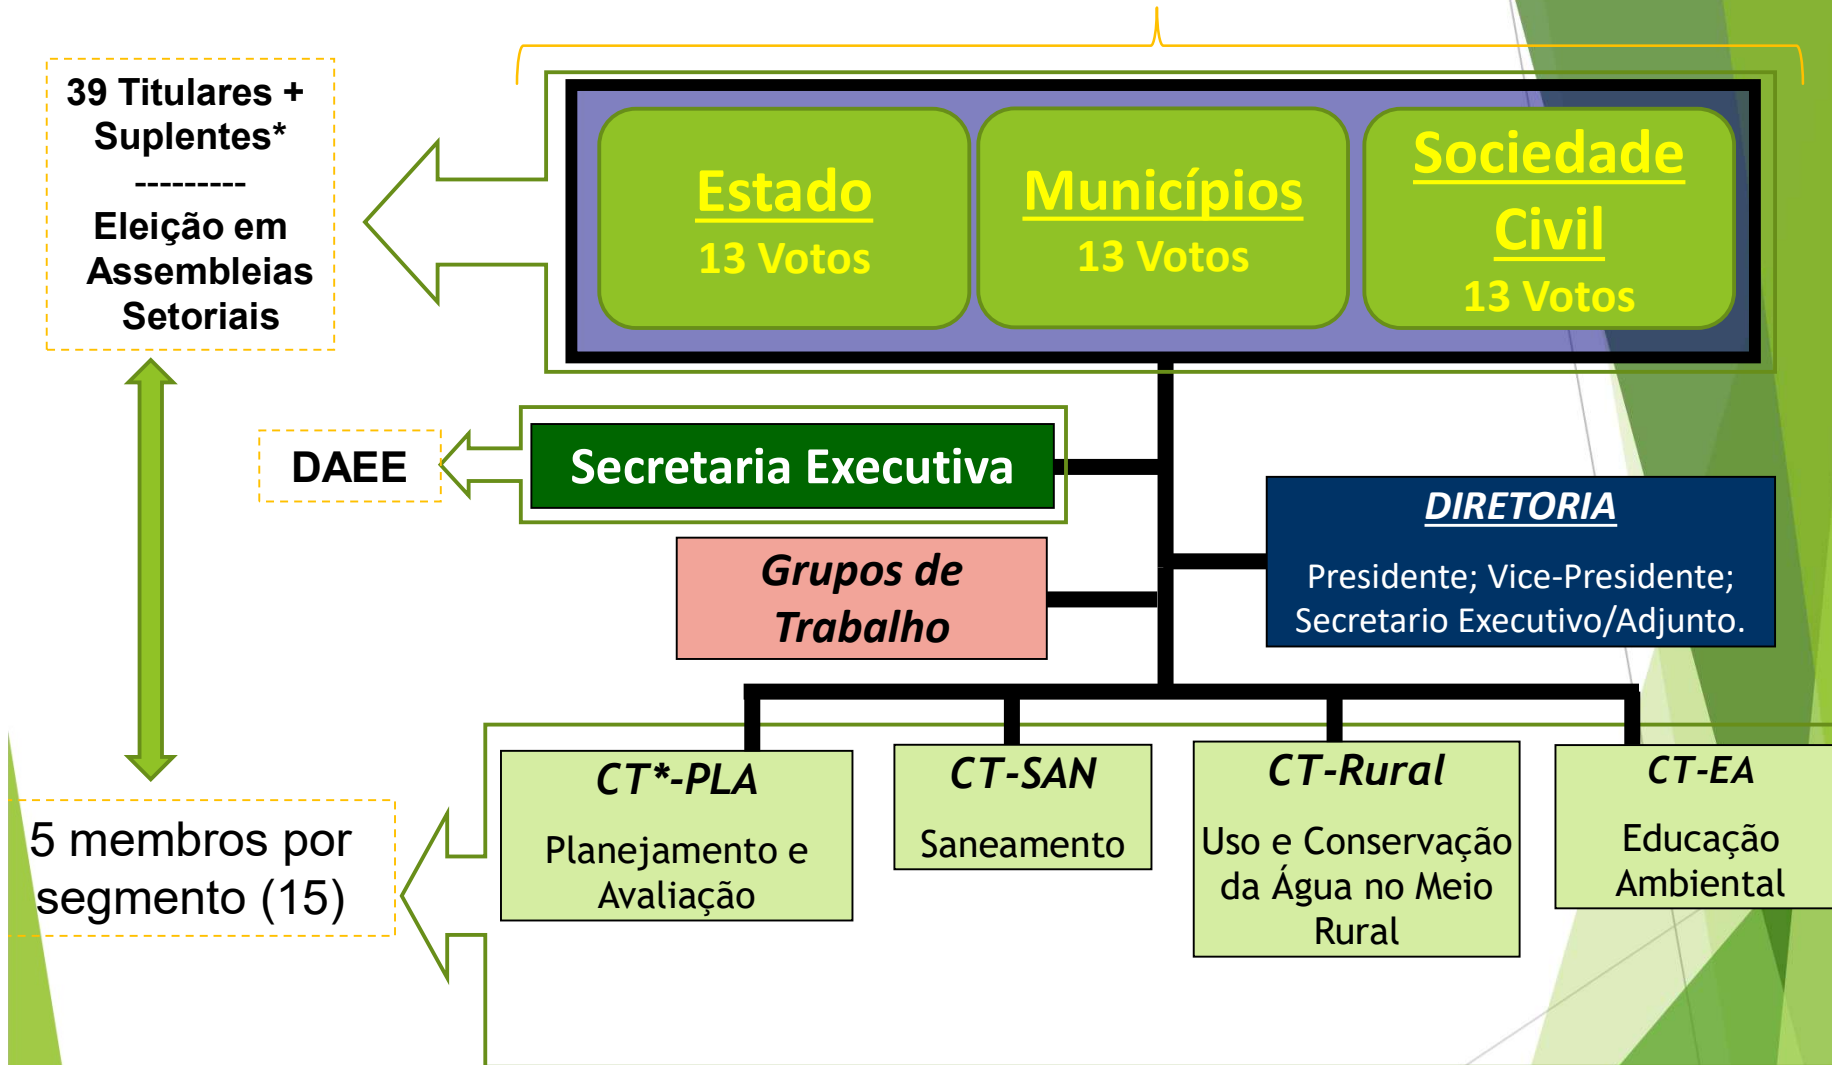 39 Titulares +
Suplentes*
---------
Eleição em
Assembleias
Setoriais
Estado
13 Votos
Municípios
13 Votos
Sociedade
Civil
13 Votos
DAEE
Secretaria Executiva
DIRETORIA
Presidente; Vice-Presidente;
Secretario Executivo/Adjunto.
Grupos de
Trabalho
5 membros por
segmento (15)
CT*-PLA
Planejamento e
Avaliação
CT-SAN
Saneamento
CT-Rural
Uso e Conservação
da Água no Meio
Rural
CT-EA
Educação
Ambiental